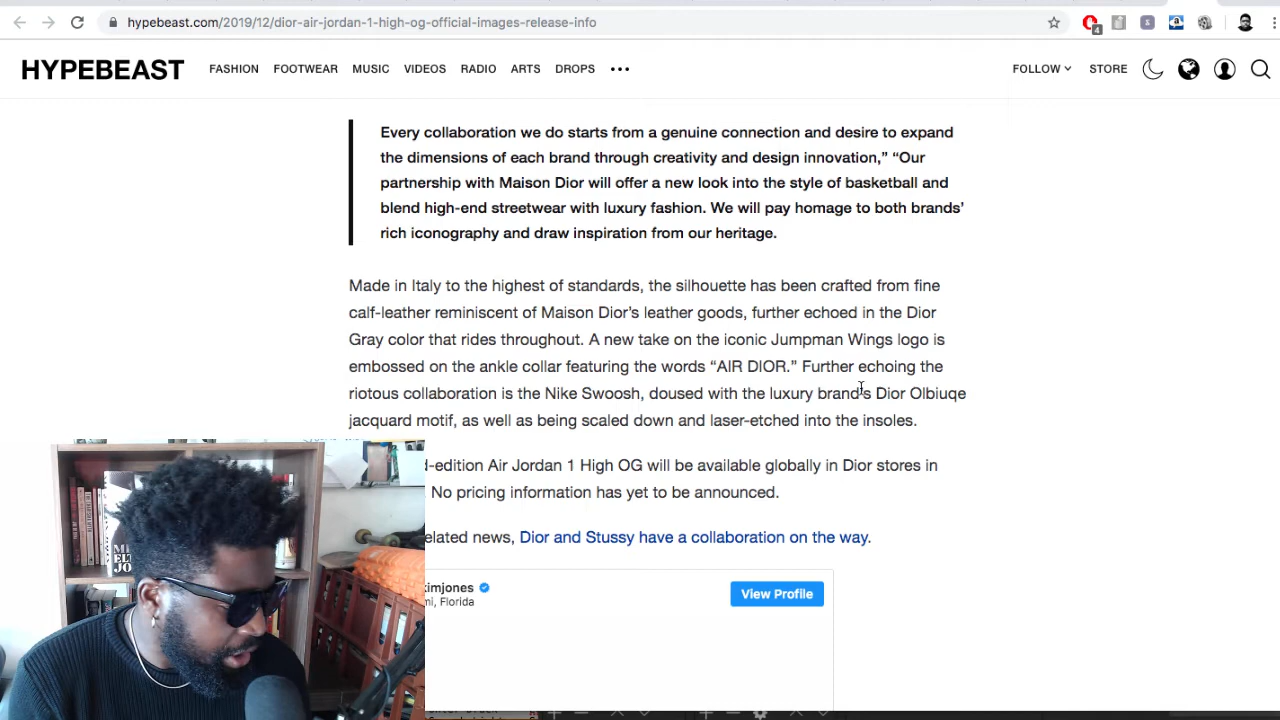 hypebeast.com/2019/12/dior-air-jordan-1-high-og-official-images-release-info
4
HYPEBEAST FASHION FOOTWEAR MUSIC VIDEOS RADIO ARTS DROPS FOLLOW STORE
Every collaboration we do starts from a genuine connection and desire to expand
the dimensions of each brand through creativity and design innovation,” “Our
partnership with Maison Dior will offer a new look into the style of basketball and
blend high-end streetwear with luxury fashion. We will pay homage to both brands’
rich iconography and draw inspiration from our heritage.
Made in Italy to the highest of standards, the silhouette has been crafted from fine
calf-leather reminiscent of Maison Dior’s leather goods, further echoed in the Dior
Gray color that rides throughout. A new take on the iconic Jumpman Wings logo is
embossed on the ankle collar featuring the words “AIR DIOR.” Further echoing the
riotous collaboration is the Nike Swoosh, doused with the luxury brand’s Dior Olbiuqe
jacquard motif, as well as being scaled down and laser-etched into the insoles.
d-edition Air Jordan 1 High OG will be available globally in Dior stores in
No pricing information has yet to be announced.
elated news, Dior and Stussy have a collaboration on the way.
kimjones
mi, Florida
View Profile